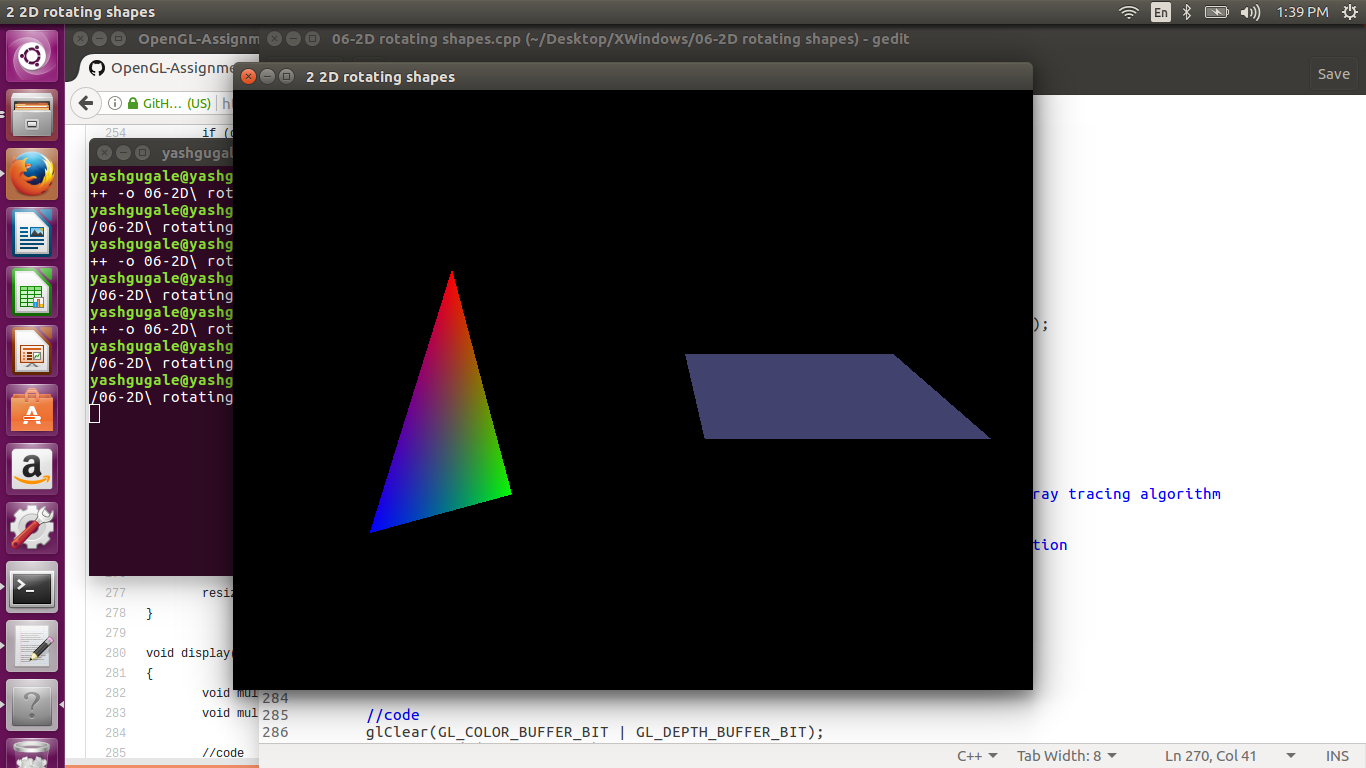 2 2D rotating shapes
En
1:39 PM
OpenGL-Assignm
06-2D rotating shapes.cpp (~/Desktop/XWindows/06-2D rotating shapes) - gedit
OpenGL-Assignme
Save
2 2D rotating shapes
GitH... (US)
254 if (
yashgugal
yashgugale@yashg
++ -o 06-2D\ rot
yashgugale@yashg
/06-2D\ rotating
yashgugale@yashg
++ -o 06-2D\ rot
yashgugale@yashg
/06-2D\ rotating
yashgugale@yashg
++ -o 06-2D\ rot
yashgugale@yashg
/06-2D\ rotating
yashgugale@yashg
/06-2D\ rotating
);
ray tracing algorithm
tion
277 resiz
278 }
279
280 void display(
281 {
282 void mul
283 void mul
284
285 //code
284
285 //code
286 glClear(GL_COLOR_BUFFER_BIT | GL_DEPTH_BUFFER_BIT);
C++
Tab Width: 8
Ln 270, Col 41
INS